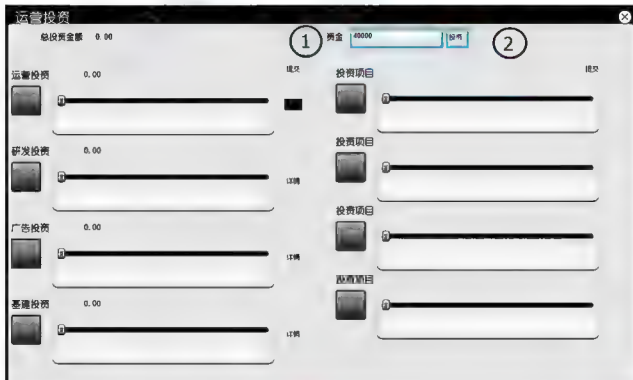 运营投资
总投资金额 0.00
① 资金 40000 投资 ②
运营投资 0.00 提交
研发投资 0.00 详情
广告投资 0.00 详情
基建投资 0.00 详情
投资项目 提交
投资项目
投资项目
投资项目